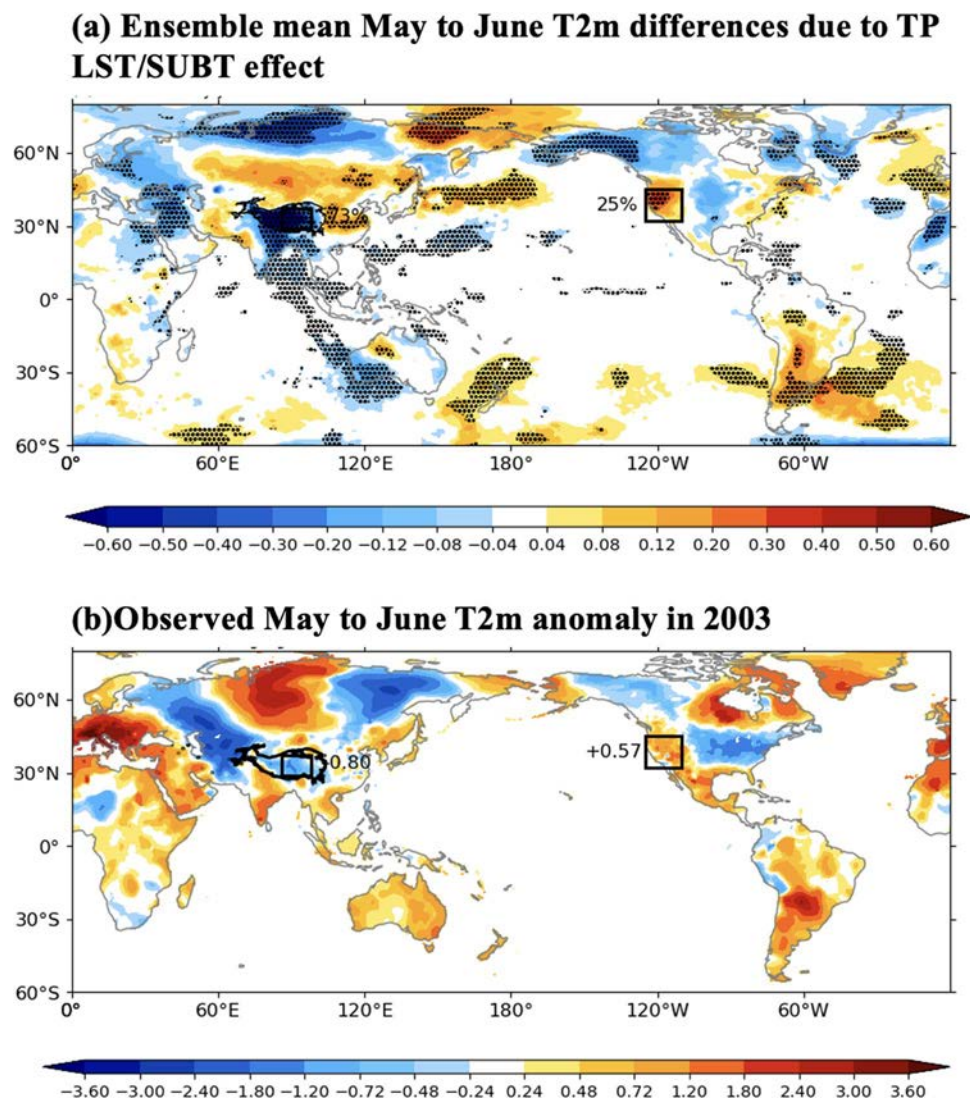 (a) Ensemble mean May to June T2m differences due to TP
LST/SUBT effect
60°N
30°N
0°
30°S
60°S
73%
25%
0° 60°E 120°E 180° 120°W 60°W
−0.60 −0.50 −0.40 −0.30 −0.20 −0.12 −0.08 −0.04 0.04 0.08 0.12 0.20 0.30 0.40 0.50 0.60
(b)Observed May to June T2m anomaly in 2003
60°N
30°N
0°
30°S
60°S
0.80
+0.57
0° 60°E 120°E 180° 120°W 60°W
−3.60 −3.00 −2.40 −1.80 −1.20 −0.72 −0.48 −0.24 0.24 0.48 0.72 1.20 1.80 2.40 3.00 3.60